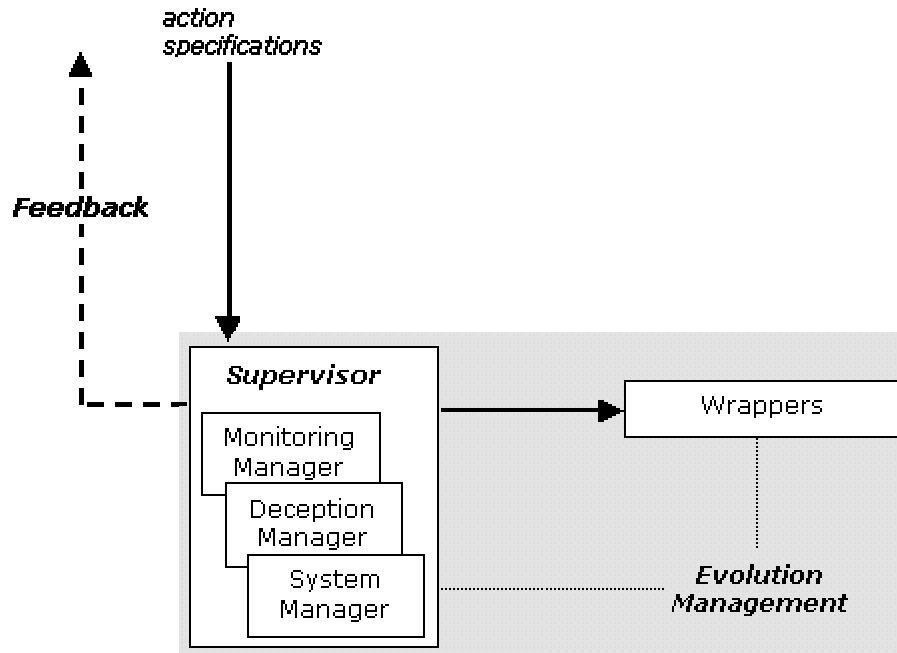 action
specifications
Feedback
Supervisor
Wrappers
Monitoring
Manager
Deception
Manager
System
Manager
Evolution
Management